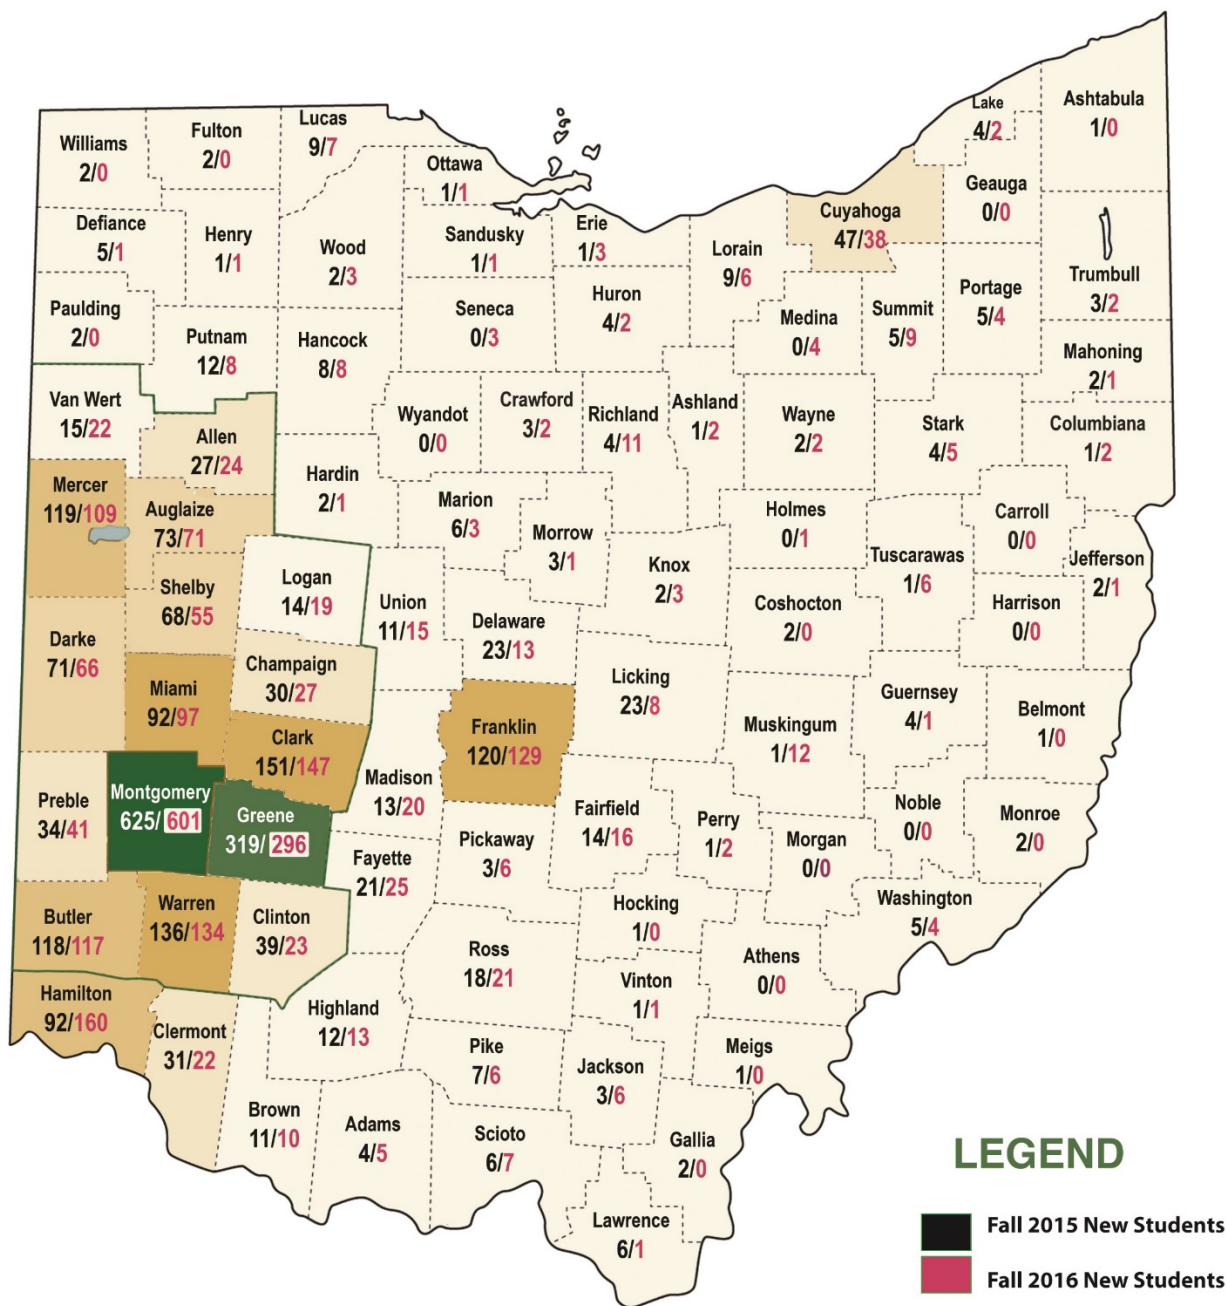 Lake
4/2
Ashtabula
1/0
Lucas
9/7
Fulton
2/0
Williams
2/0
Ottawa
1/1
Geauga
0/0
Cuyahoga
47/38
Defiance
5/1
Henry
1/1
Wood
2/3
Sandusky
1/1
Erie
1/3
Lorain
9/6
Trumbull
3/2
Portage
5/4
Summit
5/9
Medina
0/4
Huron
4/2
Seneca
0/3
Paulding
2/0
Putnam
12/8
Hancock
8/8
Mahoning
2/1
Van Wert
15/22
Allen
27/24
Wyandot
0/0
Crawford
3/2
Richland
4/11
Ashland
1/2
Wayne
2/2
Stark
4/5
Columbiana
1/2
Mercer
119/109
Auglaize
73/71
Hardin
2/1
Marion
6/3
Morrow
3/1
Holmes
0/1
Carroll
0/0
Tuscarawas
1/6
Jefferson
2/1
Knox
2/3
Shelby
68/55
Logan
14/19
Union
11/15
Delaware
23/13
Coshocton
2/0
Harrison
0/0
Darke
71/66
Miami
92/97
Champaign
30/27
Licking
23/8
Guernsey
4/1
Belmont
1/0
Clark
151/147
Franklin
120/129
Muskingum
1/12
Preble
34/41
Montgomery
625/ 601
Greene
319/ 296
Madison
13/20
Fairfield
14/16
Perry
1/2
Noble
0/0
Monroe
2/0
Morgan
0/0
Pickaway
3/6
Fayette
21/25
Washington
5/4
Butler
118/117
Warren
136/134
Clinton
39/23
Hocking
1/0
Ross
18/21
Athens
0/0
Vinton
1/1
Hamilton
92/160
Clermont
31/22
Highland
12/13
Pike
7/6
Jackson
3/6
Meigs
1/0
Brown
11/10
Adams
4/5
Scioto
6/7
Gallia
2/0
Lawrence
6/1
LEGEND
Fall 2015 New Students
Fall 2016 New Students